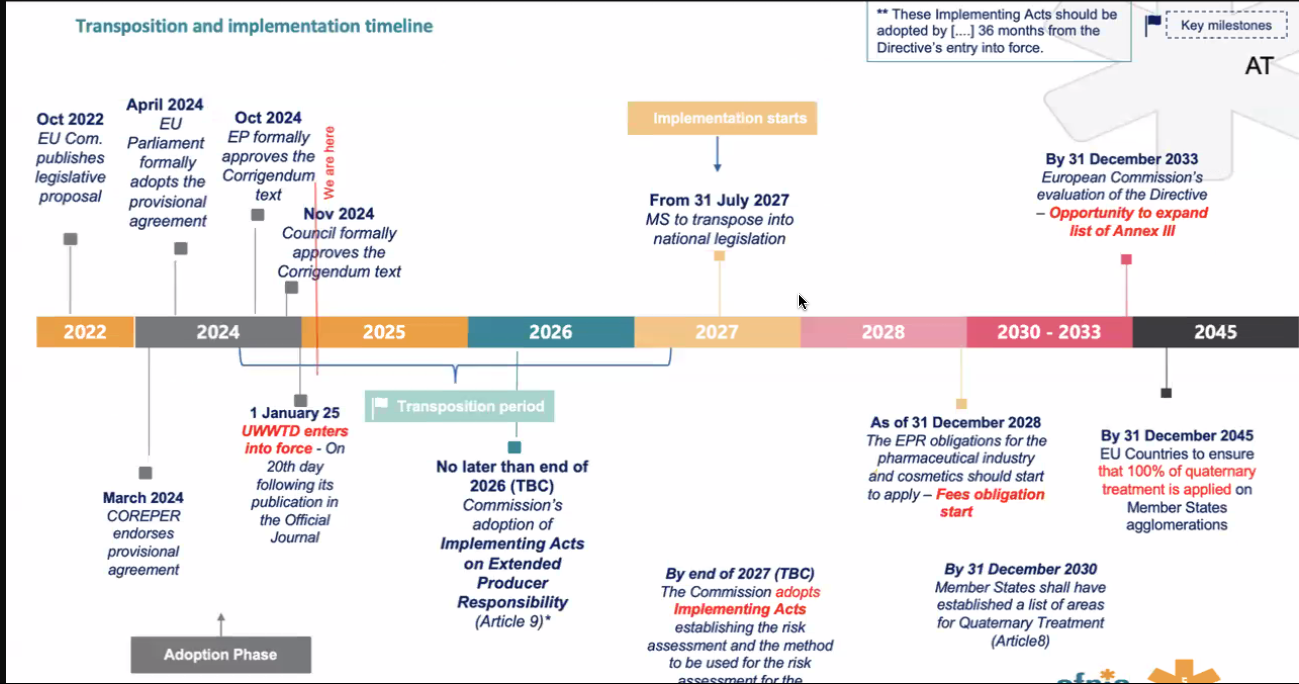 Transposition and implementation timeline
** These Implementing Acts should be
adopted by [....] 36 months from the
Directive's entry into force.
Key milestones
AT
Oct 2022
EU Com.
publishes
legislative
proposal
April 2024
EU
Parliament
formally
adopts the
provisional
agreement
Oct 2024
EP formally
approves the
Corrigendum
text
We are here
Nov 2024
Council formally
approves the
Corrigendum text
Implementation starts
From 31 July 2027
MS to transpose into
national legislation
By 31 December 2033
European Commission's
evaluation of the Directive
– Opportunity to expand
list of Annex III
2022
2024
2025
2026
2027
2028
2030 - 2033
2045
March 2024
COREPER
endorses
provisional
agreement
Adoption Phase
1 January 25
UWWTD enters
into force - On
20th day
following its
publication in
the Official
Journal
Transposition period
No later than end of
2026 (TBC)
Commission's
adoption of
Implementing Acts
on Extended
Producer
Responsibility
(Article 9)*
By end of 2027 (TBC)
The Commission adopts
Implementing Acts
establishing the risk
assessment and the method
to be used for the risk
assessment for the
As of 31 December 2028
The EPR obligations for the
pharmaceutical industry
and cosmetics should start
to apply – Fees obligation
start
By 31 December 2030
Member States shall have
established a list of areas
for Quaternary Treatment
(Article8)
By 31 December 2045
EU Countries to ensure
that 100% of quaternary
treatment is applied on
Member States
agglomerations
efpia
5